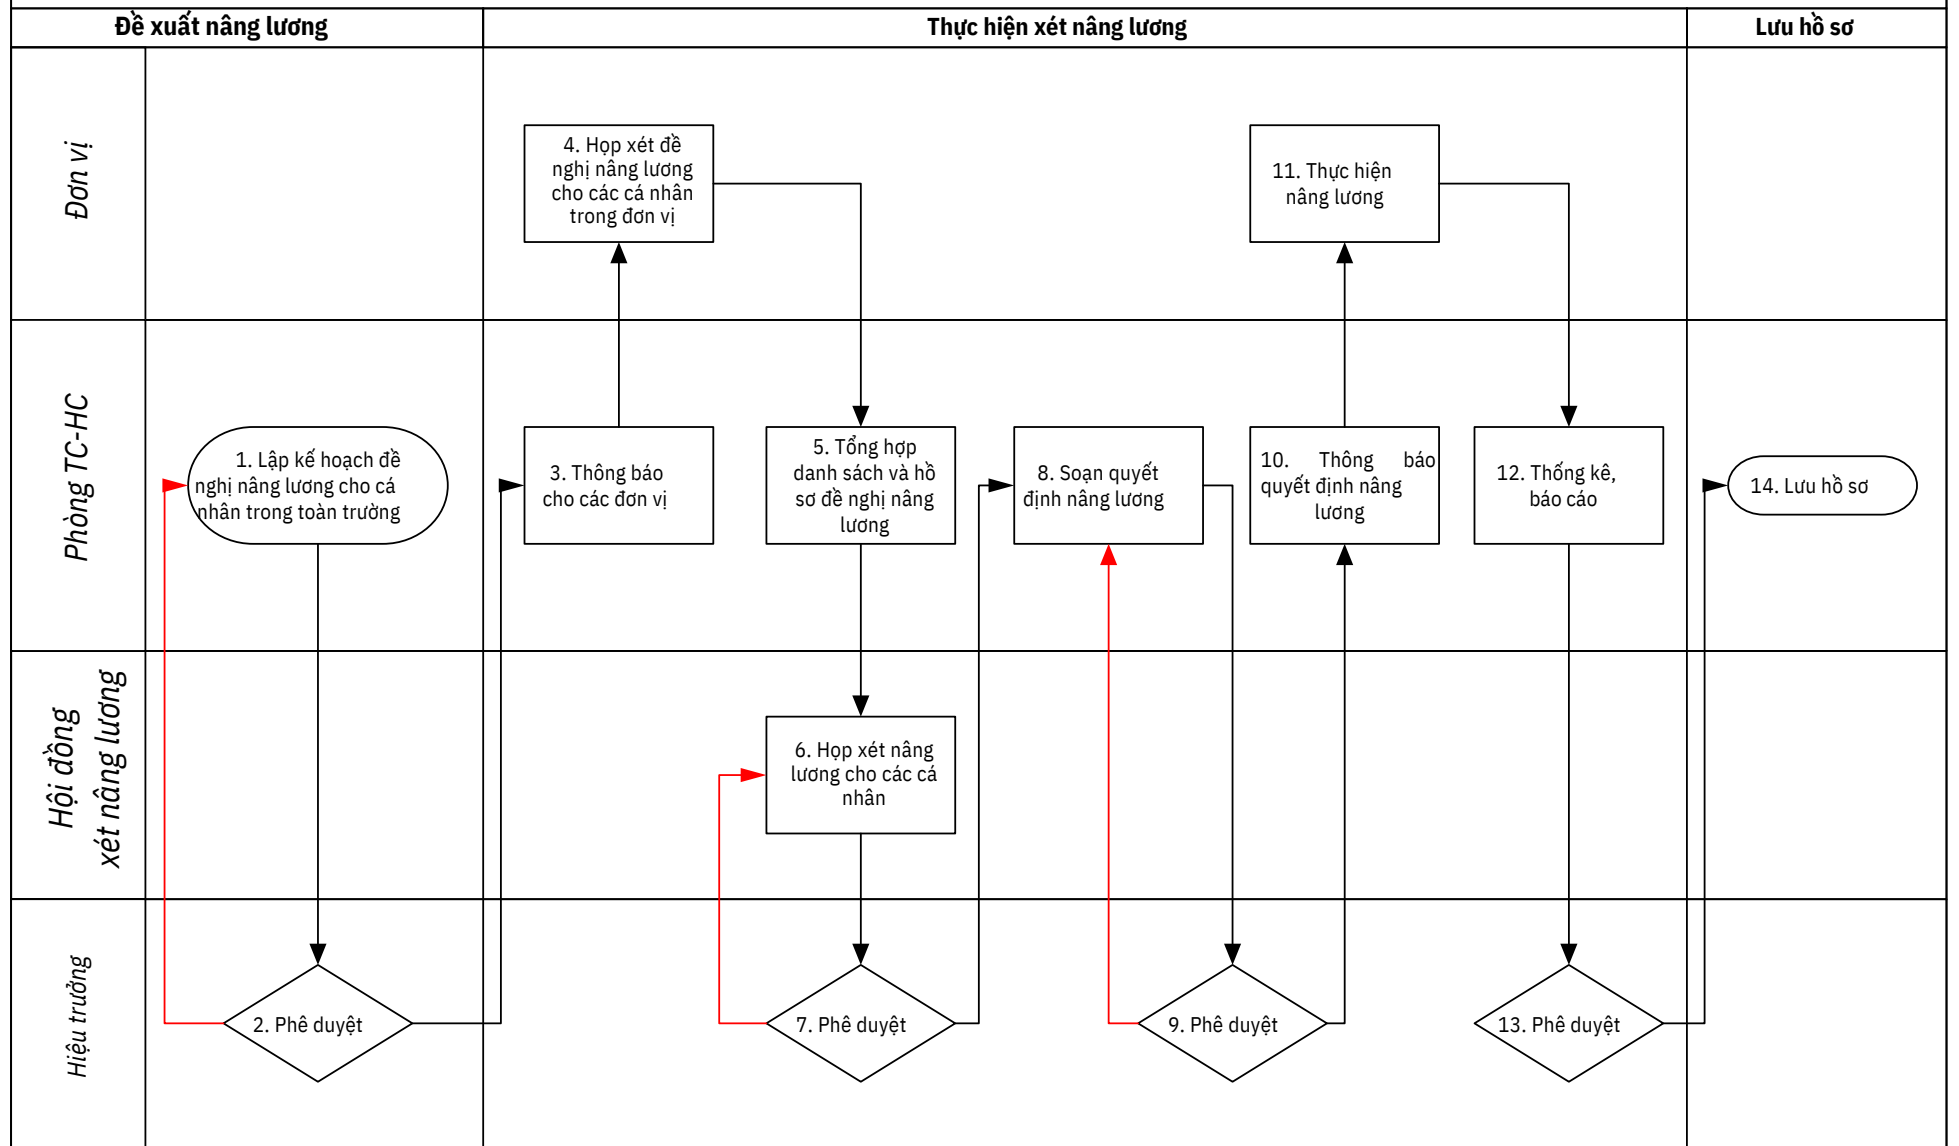 Đề xuất nâng lương
Thực hiện xét nâng lương
Lưu hồ sơ
Đơn vị
4. Họp xét đề
nghị nâng lương
cho các cá nhân
trong đơn vị
11. Thực hiện
nâng lương
Phòng TC-HC
1. Lập kế hoạch đề
nghị nâng lương cho cá
nhân trong toàn trường
3. Thông báo
cho các đơn vị
5. Tổng hợp
danh sách và hồ
sơ đề nghị nâng
lương
8. Soạn quyết
định nâng lương
10. Thông báo
quyết định nâng
lương
12. Thống kê,
báo cáo
14. Lưu hồ sơ
Hội đồng
xét nâng lương
6. Họp xét nâng
lương cho các cá
nhân
Hiệu trưởng
2. Phê duyệt
7. Phê duyệt
9. Phê duyệt
13. Phê duyệt